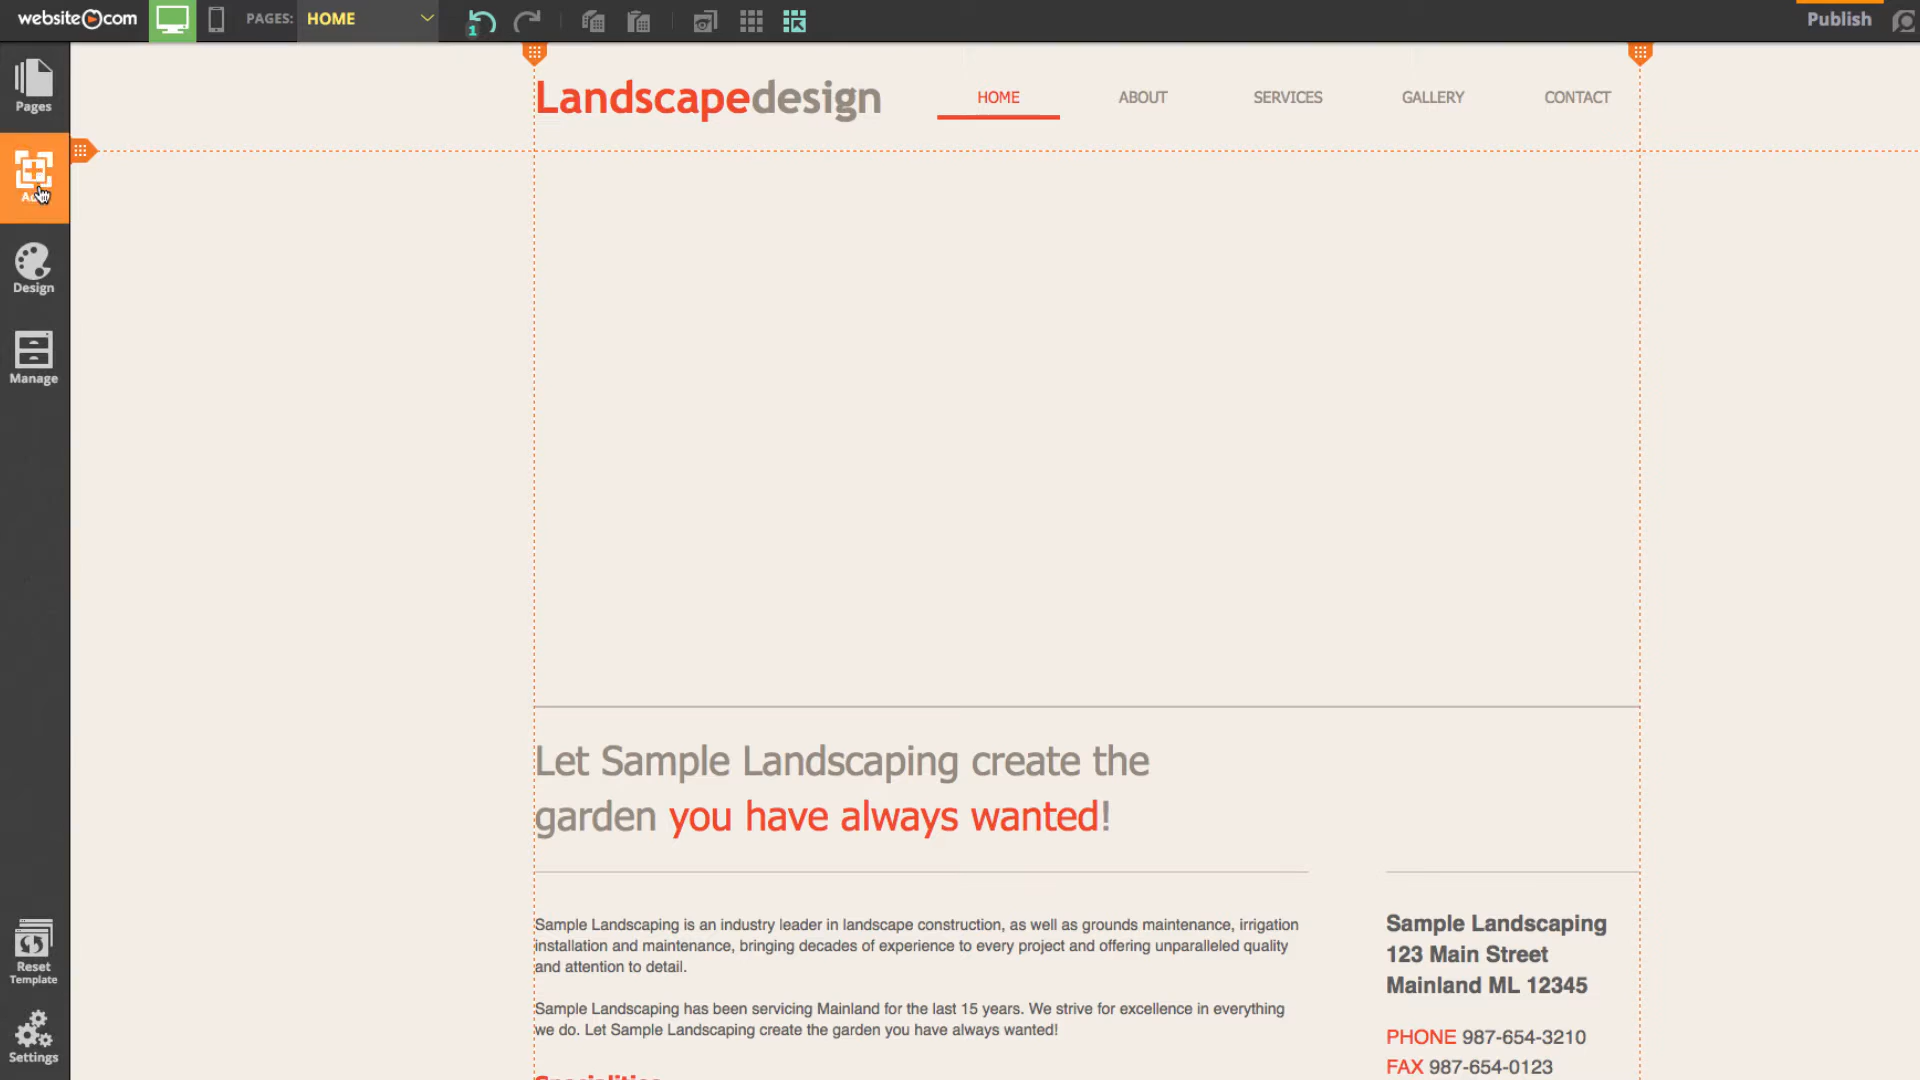 website.com
PAGES: HOME
1
Publish
Pages
Design
Manage
Reset
Template
Settings
Landscapedesign
HOME ABOUT SERVICES GALLERY CONTACT
Let Sample Landscaping create the
garden you have always wanted!
Sample Landscaping is an industry leader in landscape construction, as well as grounds maintenance, irrigation
installation and maintenance, bringing decades of experience to every project and offering unparalleled quality
and attention to detail.
Sample Landscaping has been servicing Mainland for the last 15 years. We strive for excellence in everything
we do. Let Sample Landscaping create the garden you have always wanted!
Sample Landscaping
123 Main Street
Mainland ML 12345
PHONE 987-654-3210
FAX 987-654-0123